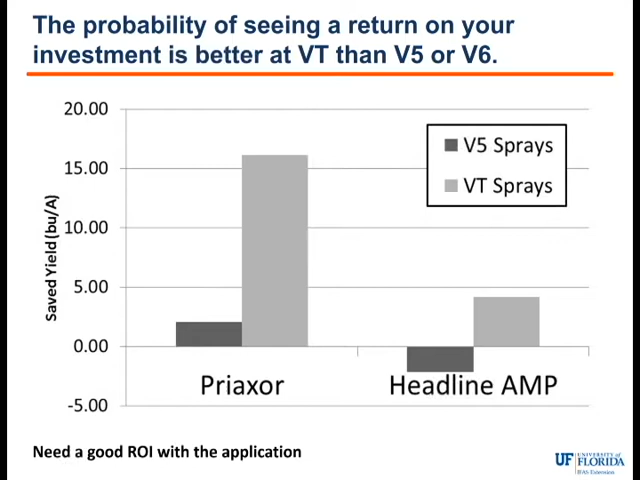 The probability of seeing a return on your
investment is better at VT than V5 or V6.
20.00
15.00
10.00
5.00
0.00
-5.00
Saved Yield (bu/A)
V5 Sprays
VT Sprays
Priaxor
Headline AMP
Need a good ROI with the application
UF UNIVERSITY of
FLORIDA
IFAS Extension